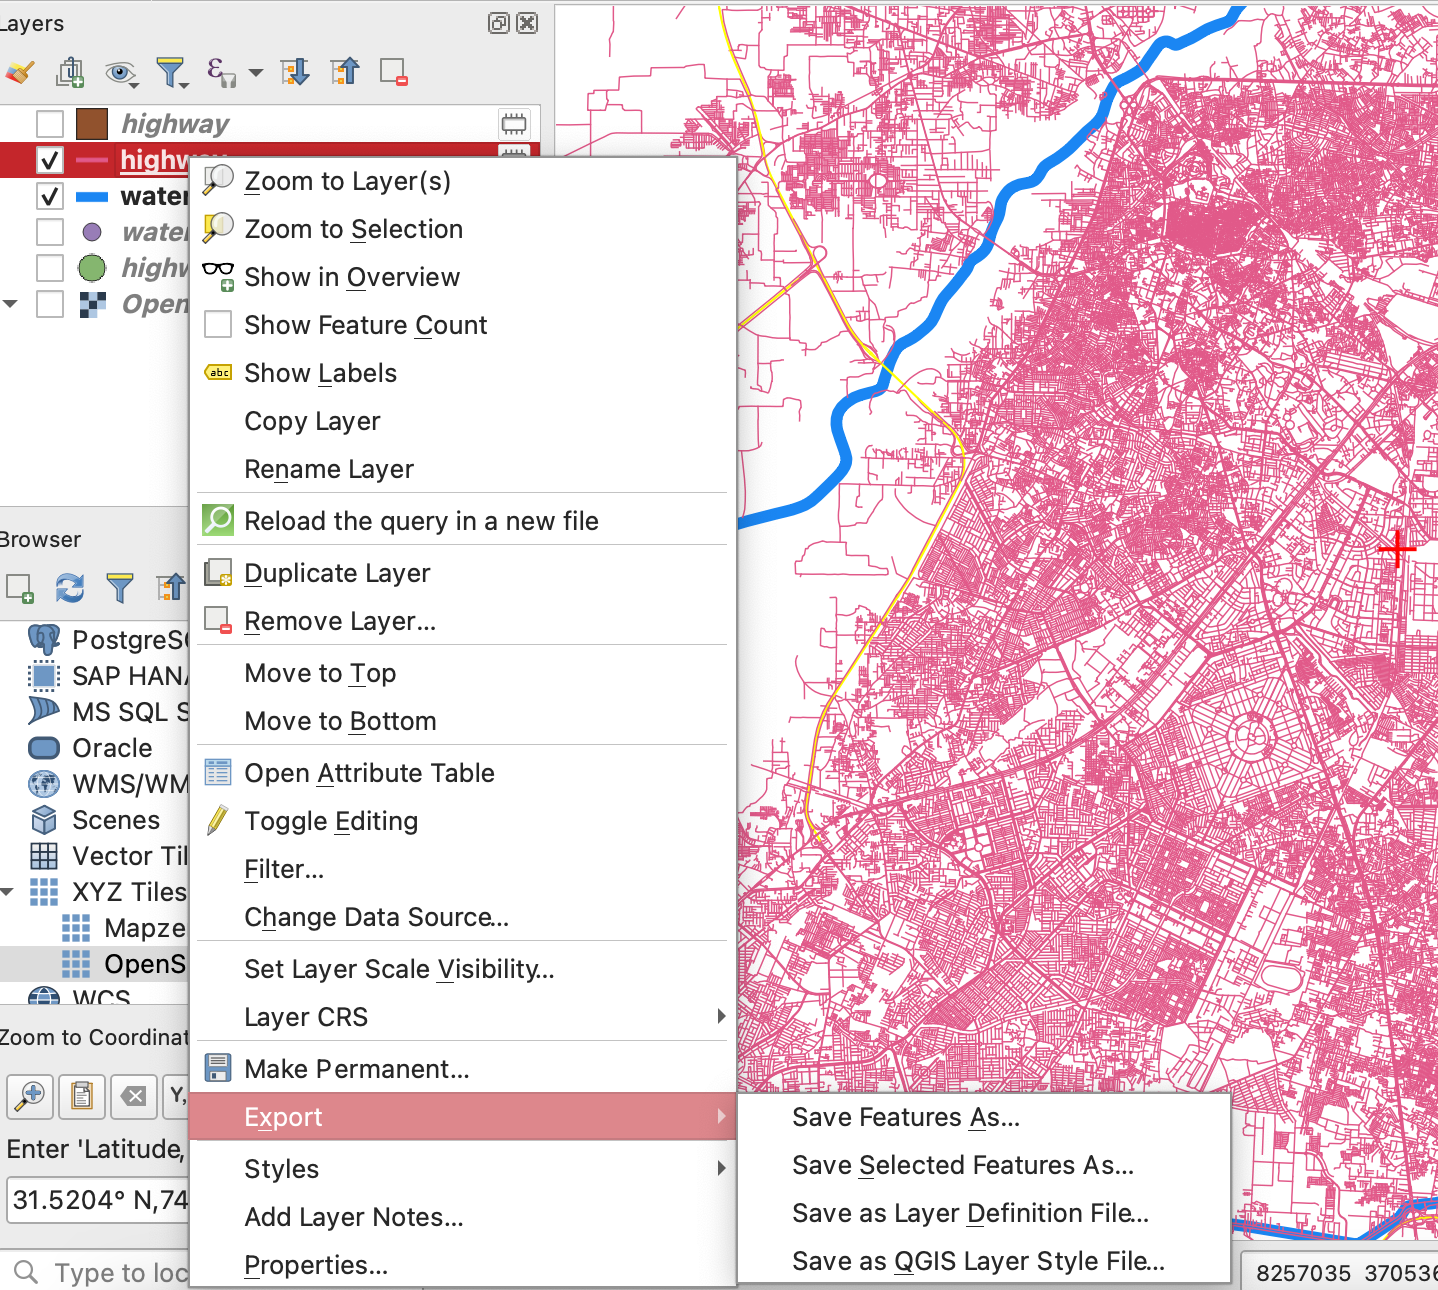 Layers
highway
highway
water
Zoom to Layer(s)
Zoom to Selection
Show in Overview
Show Feature Count
abc
Show Labels
Copy Layer
Rename Layer
Reload the query in a new file
Duplicate Layer
Remove Layer...
Move to Top
Move to Bottom
Open Attribute Table
Toggle Editing
Filter...
Change Data Source...
Set Layer Scale Visibility...
Layer CRS
Make Permanent...
Export
Styles
Add Layer Notes...
Properties...
Save Features As...
Save Selected Features As...
Save as Layer Definition File...
Save as QGIS Layer Style File...
wate
highw
Open
Browser
PostgreSQ
SAP HANA
MS SQL S
Oracle
WMS/WM
Scenes
Vector Til
XYZ Tiles
Mapze
OpenS
WCS
Zoom to Coordinat
Y,
Enter 'Latitude,
31.5204° N,74
Type to loc
8257035 370536